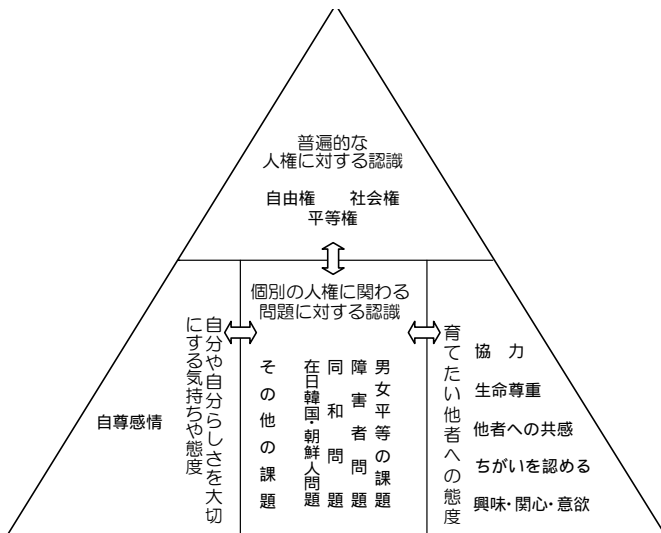 普遍的な
人権に対する認識
自由権 社会権
平等権
個別の人権に関わる
問題に対する認識
男女平等の課題
障害者問題
同和問題
在日韓国・朝鮮人問題
その他の課題
自分や自分らしさを大切
にする気持ちや態度
自尊感情
育てたい他者への態度
協力
生命尊重
他者への共感
ちがいを認める
興味・関心・意欲